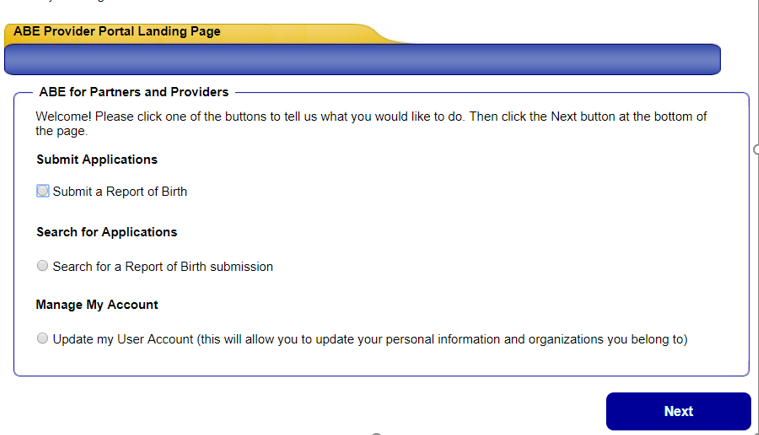 ABE Provider Portal Landing Page
ABE for Partners and Providers
Welcome! Please click one of the buttons to tell us what you would like to do. Then click the Next button at the bottom of
the page.
Submit Applications
Submit a Report of Birth
Search for Applications
Search for a Report of Birth submission
Manage My Account
Update my User Account (this will allow you to update your personal information and organizations you belong to)
Next